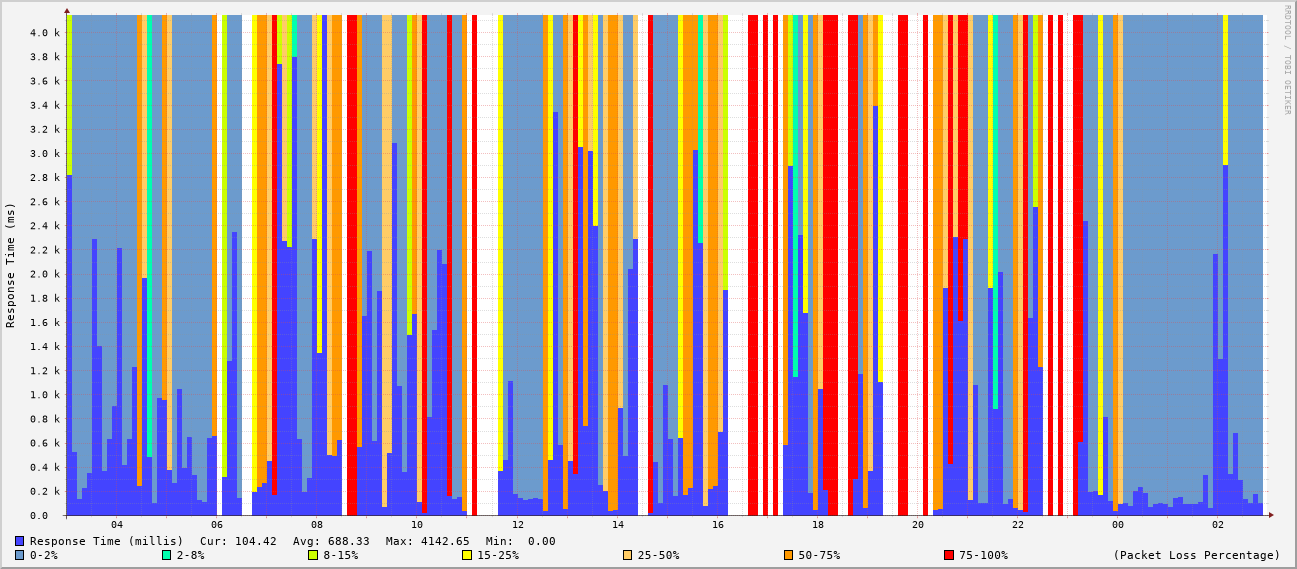 RRDTOOL / TOBI OETIKER
Response Time (ms)
4.0 k
3.8 k
3.6 k
3.4 k
3.2 k
3.0 k
2.8 k
2.6 k
2.4 k
2.2 k
2.0 k
1.8 k
1.6 k
1.4 k
1.2 k
1.0 k
0.8 k
0.6 k
0.4 k
0.2 k
0.0
04 06 08 10 12 14 16 18 20 22 00 02
Response Time (millis) Cur: 104.42 Avg: 688.33 Max: 4142.65 Min: 0.00
0-2% 2-8% 8-15% 15-25% 25-50% 50-75% 75-100% (Packet Loss Percentage)